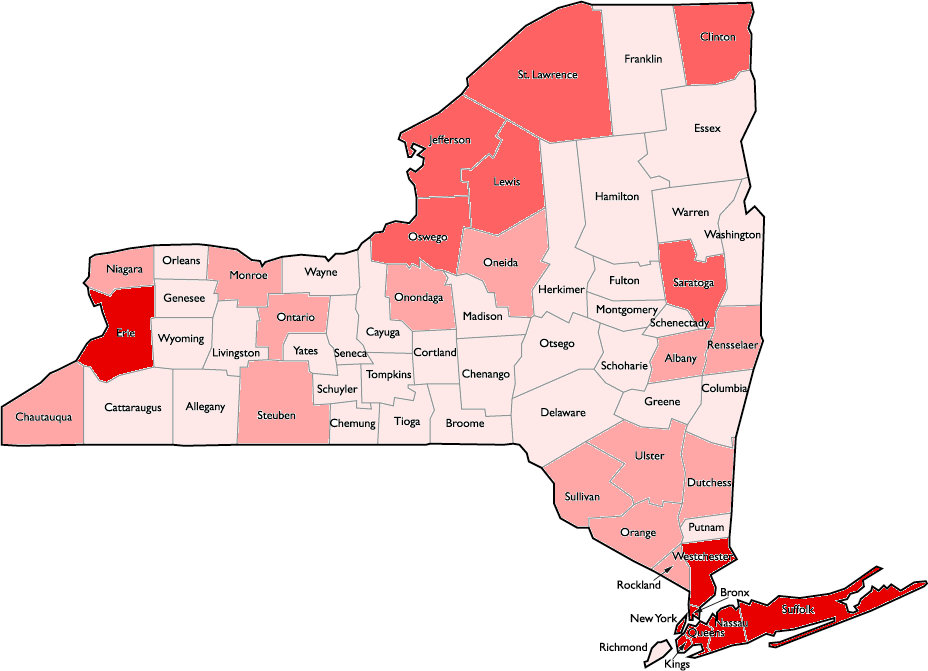 Clinton
Franklin
St. Lawrence
Essex
Jefferson
Lewis
Hamilton
Warren
Washington
Oswego
Oneida
Herkimer
Fulton
Saratoga
Montgomery
Schenectady
Niagara
Orleans
Monroe
Wayne
Genesee
Onondaga
Madison
Erie
Wyoming
Livingston
Ontario
Yates
Seneca
Cayuga
Cortland
Chenango
Otsego
Schoharie
Albany
Rensselaer
Chautauqua
Cattaraugus
Allegany
Steuben
Schuyler
Chemung
Tompkins
Tioga
Broome
Delaware
Greene
Columbia
Ulster
Sullivan
Dutchess
Orange
Putnam
Westchester
Rockland
Bronx
New York
Suffolk
Nassau
Queens
Richmond
Kings